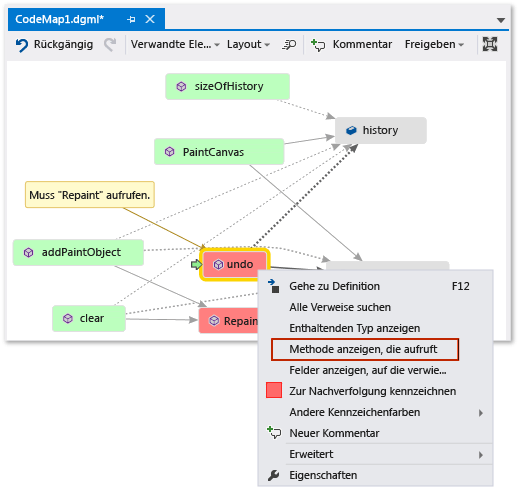 CodeMap1.dgml*
Rückgängig Verwandte Ele... Layout Kommentar Freigeben
sizeOfHistory
history
PaintCanvas
Muss "Repaint" aufrufen.
addPaintObject
undo
clear
Repain
Gehe zu Definition F12
Alle Verweise suchen
Enthaltenden Typ anzeigen
Methode anzeigen, die aufruft
Felder anzeigen, auf die verwie...
Zur Nachverfolgung kennzeichnen
Andere Kennzeichenfarben
Neuer Kommentar
Erweitert
Eigenschaften